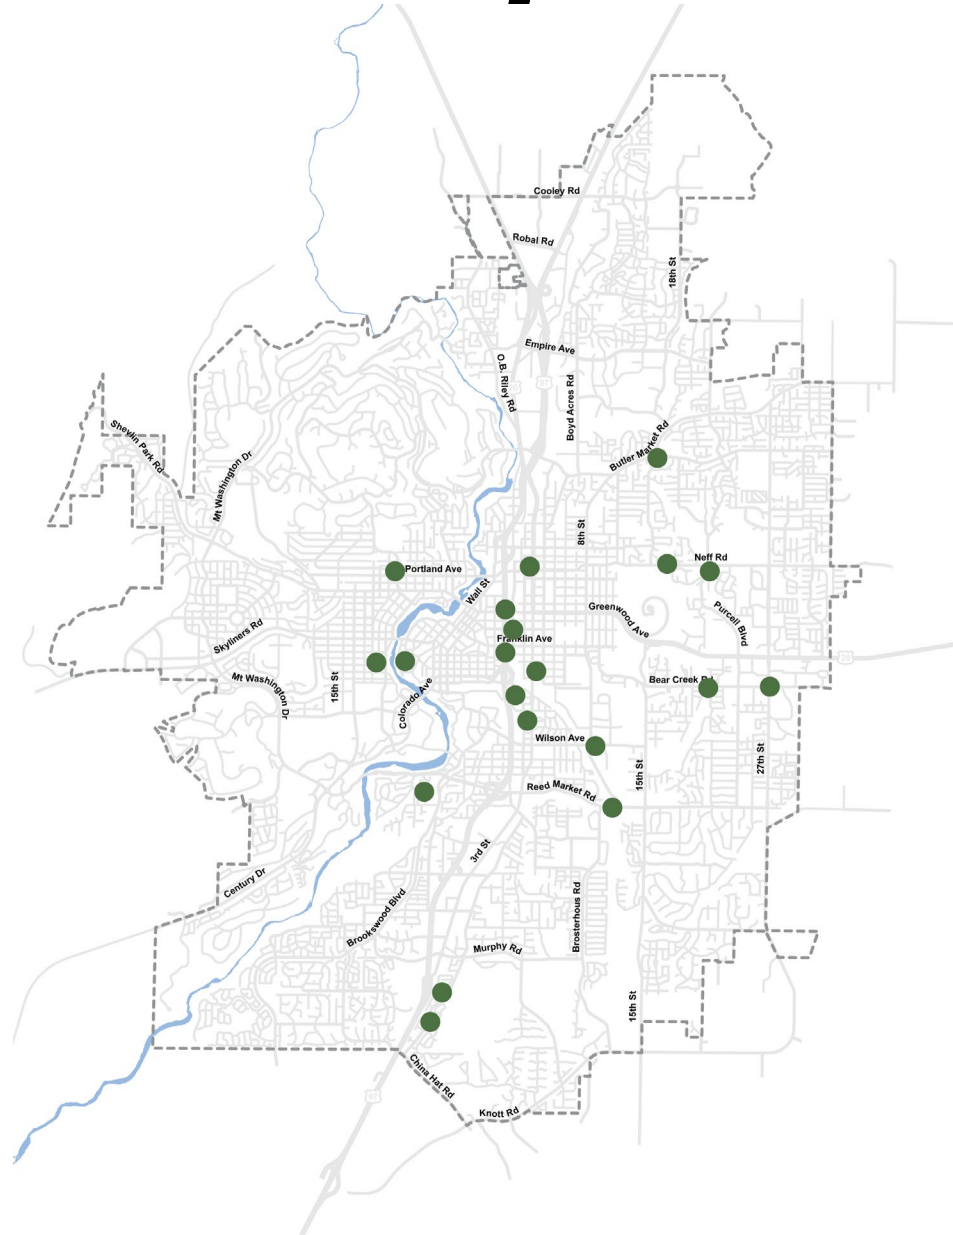 Cooley Rd
Robal Rd
18th St
Empire Ave
O.B. Riley Rd
Boyd Acres Rd
Shevlin Park Rd
Mt Washington Dr
Butler Market Rd
8th St
Neff Rd
Portland Ave
Wall St
Greenwood Ave
Purcell Blvd
Franklin Ave
Skyliners Rd
Mt Washington Dr
15th St
Colorado Ave
Bear Creek Rd
Wilson Ave
15th St
27th St
Reed Market Rd
3rd St
Century Dr
Brookswood Blvd
Brosterhous Rd
Murphy Rd
15th St
China Hat Rd
Knott Rd